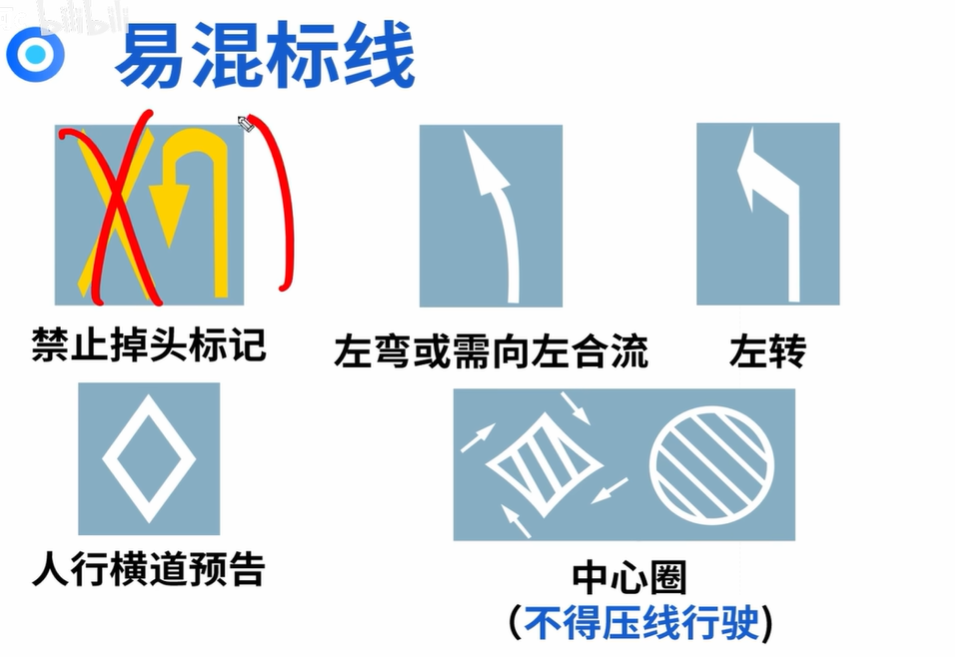 bilibili
易混标线
禁止掉头标记
左弯或需向左合流
左转
人行横道预告
中心圈
(不得压线行驶)